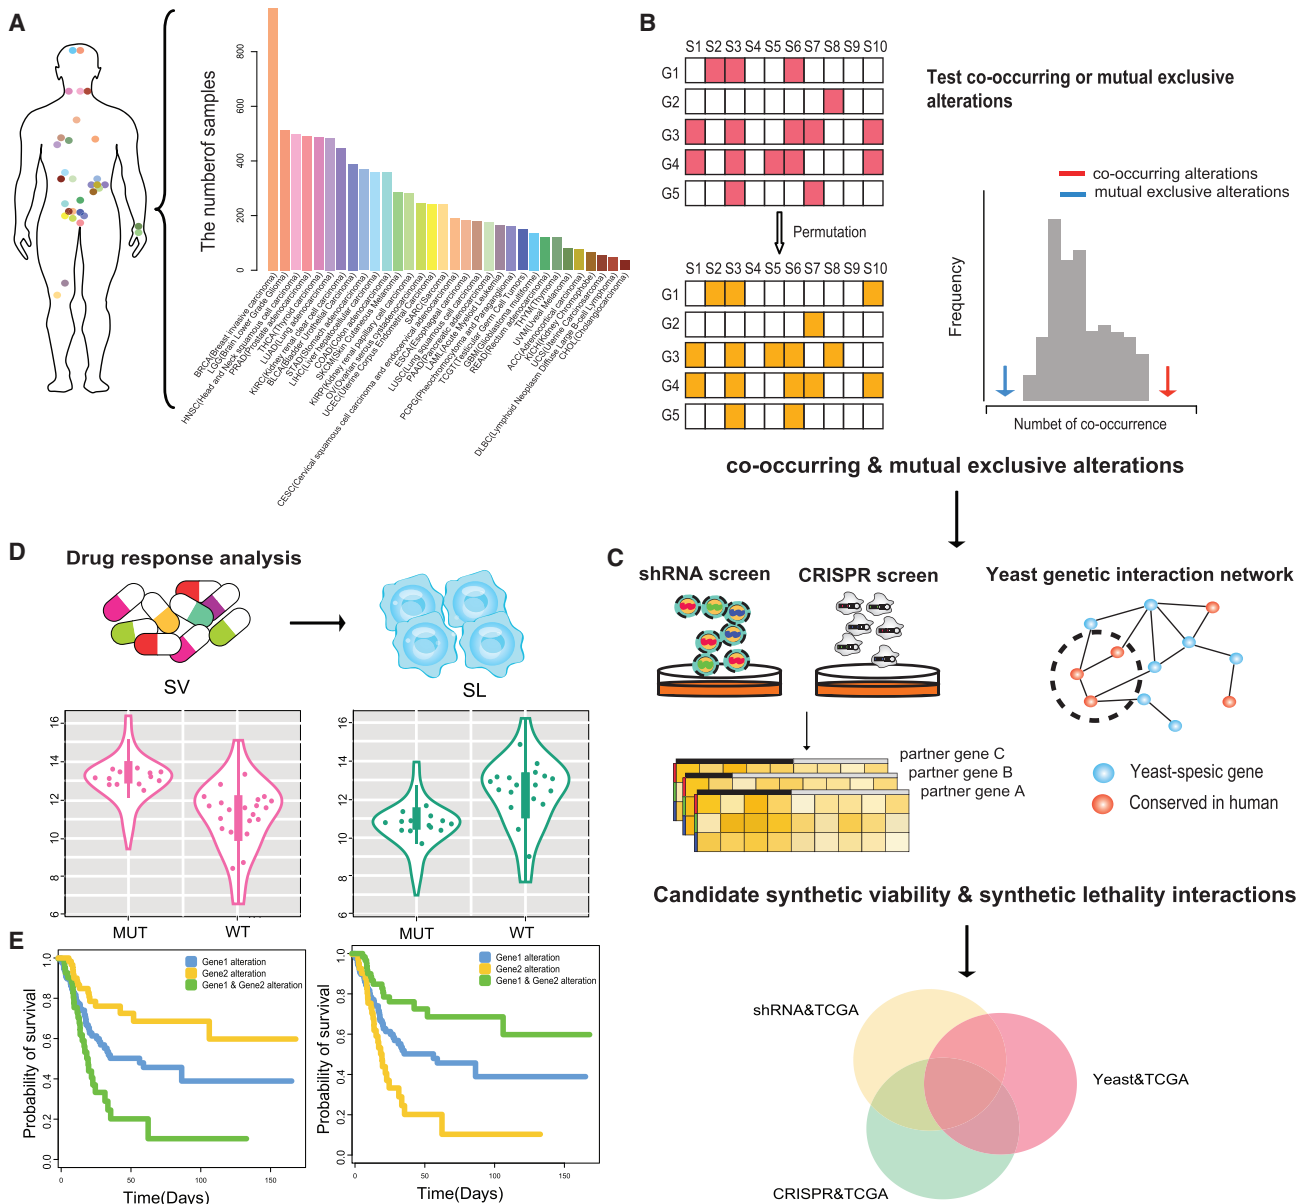 A
The numberof samples
800
600
400
200
0
BRCA(Breast invasive carcinoma)
LGG(Brain Lower Grade Glioma)
HNSC(Head and Neck squamous cell carcinoma)
PRAD(Prostate adenocarcinoma)
THCA(Thyroid carcinoma)
LUAD(Lung adenocarcinoma)
KIRC(Kidney renal clear cell carcinoma)
BLCA(Bladder Urothelial Carcinoma)
STAD(Stomach adenocarcinoma)
LIHC(Liver hepatocellular carcinoma)
COAD(Colon adenocarcinoma)
SKCM(Skin Cutaneous Melanoma)
KIRP(Kidney renal papillary cell carcinoma)
OV(Ovarian serous cystadenocarcinoma)
UCEC(Uterine Corpus Endometrial Carcinoma)
CESC(Cervical squamous cell carcinoma and endocervical adenocarcinoma)
SARC(Sarcoma)
ESCA(Esophageal carcinoma)
LUSC(Lung squamous cell carcinoma)
PAAD(Pancreatic adenocarcinoma)
LAML(Acute Myeloid Leukemia)
PCPG(Pheochromocytoma and Paraganglioma)
TCGT(Testicular Germ Cell Tumors)
GBM(Glioblastoma multiforme)
READ(Rectum adenocarcinoma)
THYM(Thymoma)
UVM(Uveal Melanoma)
ACC(Adrenocortical carcinoma)
KICH(Kidney Chromophobe)
UCS(Uterine Carcinosarcoma)
DLBC(Lymphoid Neoplasm Diffuse Large B-cell Lymphoma)
CHOL(Cholangiocarcinoma)
B
S1 S2 S3 S4 S5 S6 S7 S8 S9 S10
G1
G2
G3
G4
G5
Permutation
S1 S2 S3 S4 S5 S6 S7 S8 S9 S10
G1
G2
G3
G4
G5
Test co-occurring or mutual exclusive
alterations
co-occurring alterations
mutual exclusive alterations
Frequency
Numbet of co-occurrence
co-occurring & mutual exclusive alterations
C
shRNA screen
CRISPR screen
Yeast genetic interaction network
partner gene C
partner gene B
partner gene A
Yeast-spesic gene
Conserved in human
Candidate synthetic viability & synthetic lethality interactions
shRNA&TCGA
Yeast&TCGA
CRISPR&TCGA
D
Drug response analysis
SV
SL
16
14
12
10
8
6
MUT
WT
16
14
12
10
8
6
MUT
WT
E
Probability of survival
1.0
0.8
0.6
0.4
0.2
0.0
Gene1 alteration
Gene2 alteration
Gene1 & Gene2 alteration
0 50 100 150
Time(Days)
Probability of survival
1.0
0.8
0.6
0.4
0.2
0.0
Gene1 alteration
Gene2 alteration
Gene1 & Gene2 alteration
0 50 100 150
Time(Days)